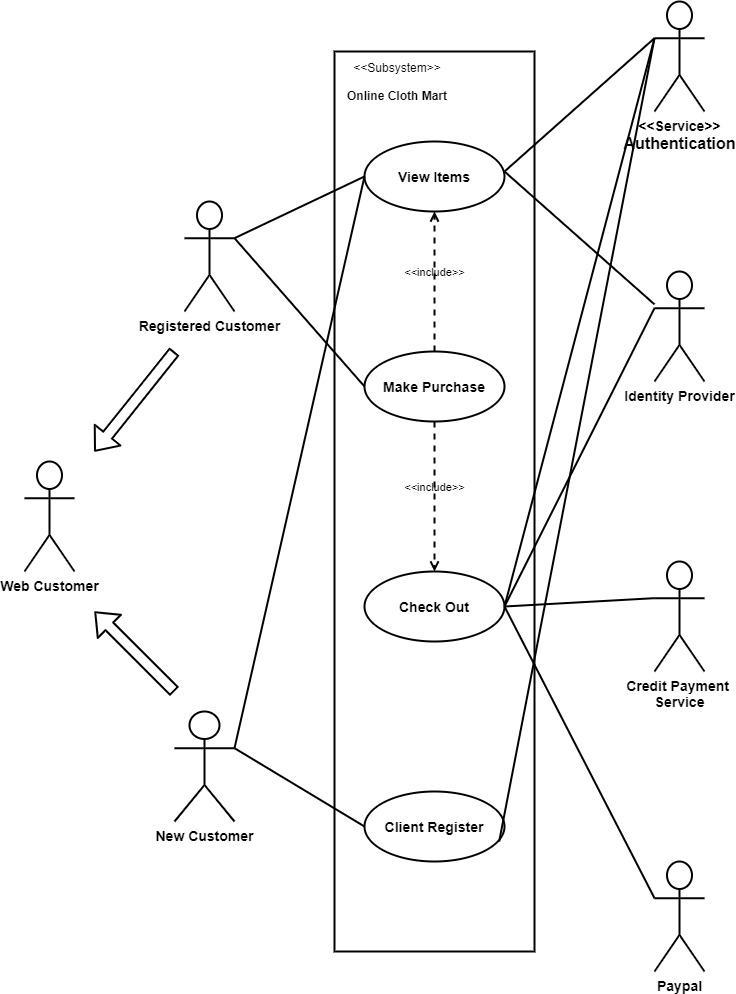 <<Subsystem>>
Online Cloth Mart
<<Service>>
Authentication
View Items
<<include>>
Registered Customer
Make Purchase
Identity Provider
<<include>>
Web Customer
Check Out
Credit Payment
Service
New Customer
Client Register
Paypal